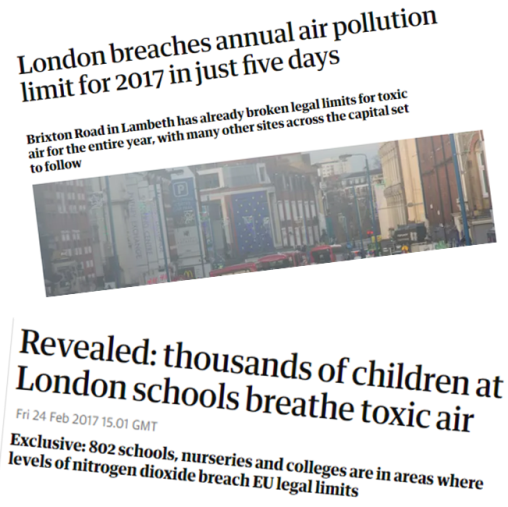 London breaches annual air pollution
limit for 2017 in just five days
Brixton Road in Lambeth has already broken legal limits for toxic
air for the entire year, with many other sites across the capital set
to follow
P
Revealed: thousands of children at
London schools breathe toxic air
Fri 24 Feb 2017 15.01 GMT
Exclusive: 802 schools, nurseries and colleges are in areas where
levels of nitrogen dioxide breach EU legal limits